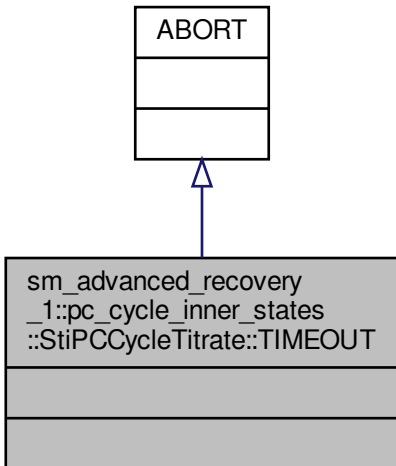 ABORT
sm_advanced_recovery
_1::pc_cycle_inner_states
::StiPCCycleTitrate::TIMEOUT